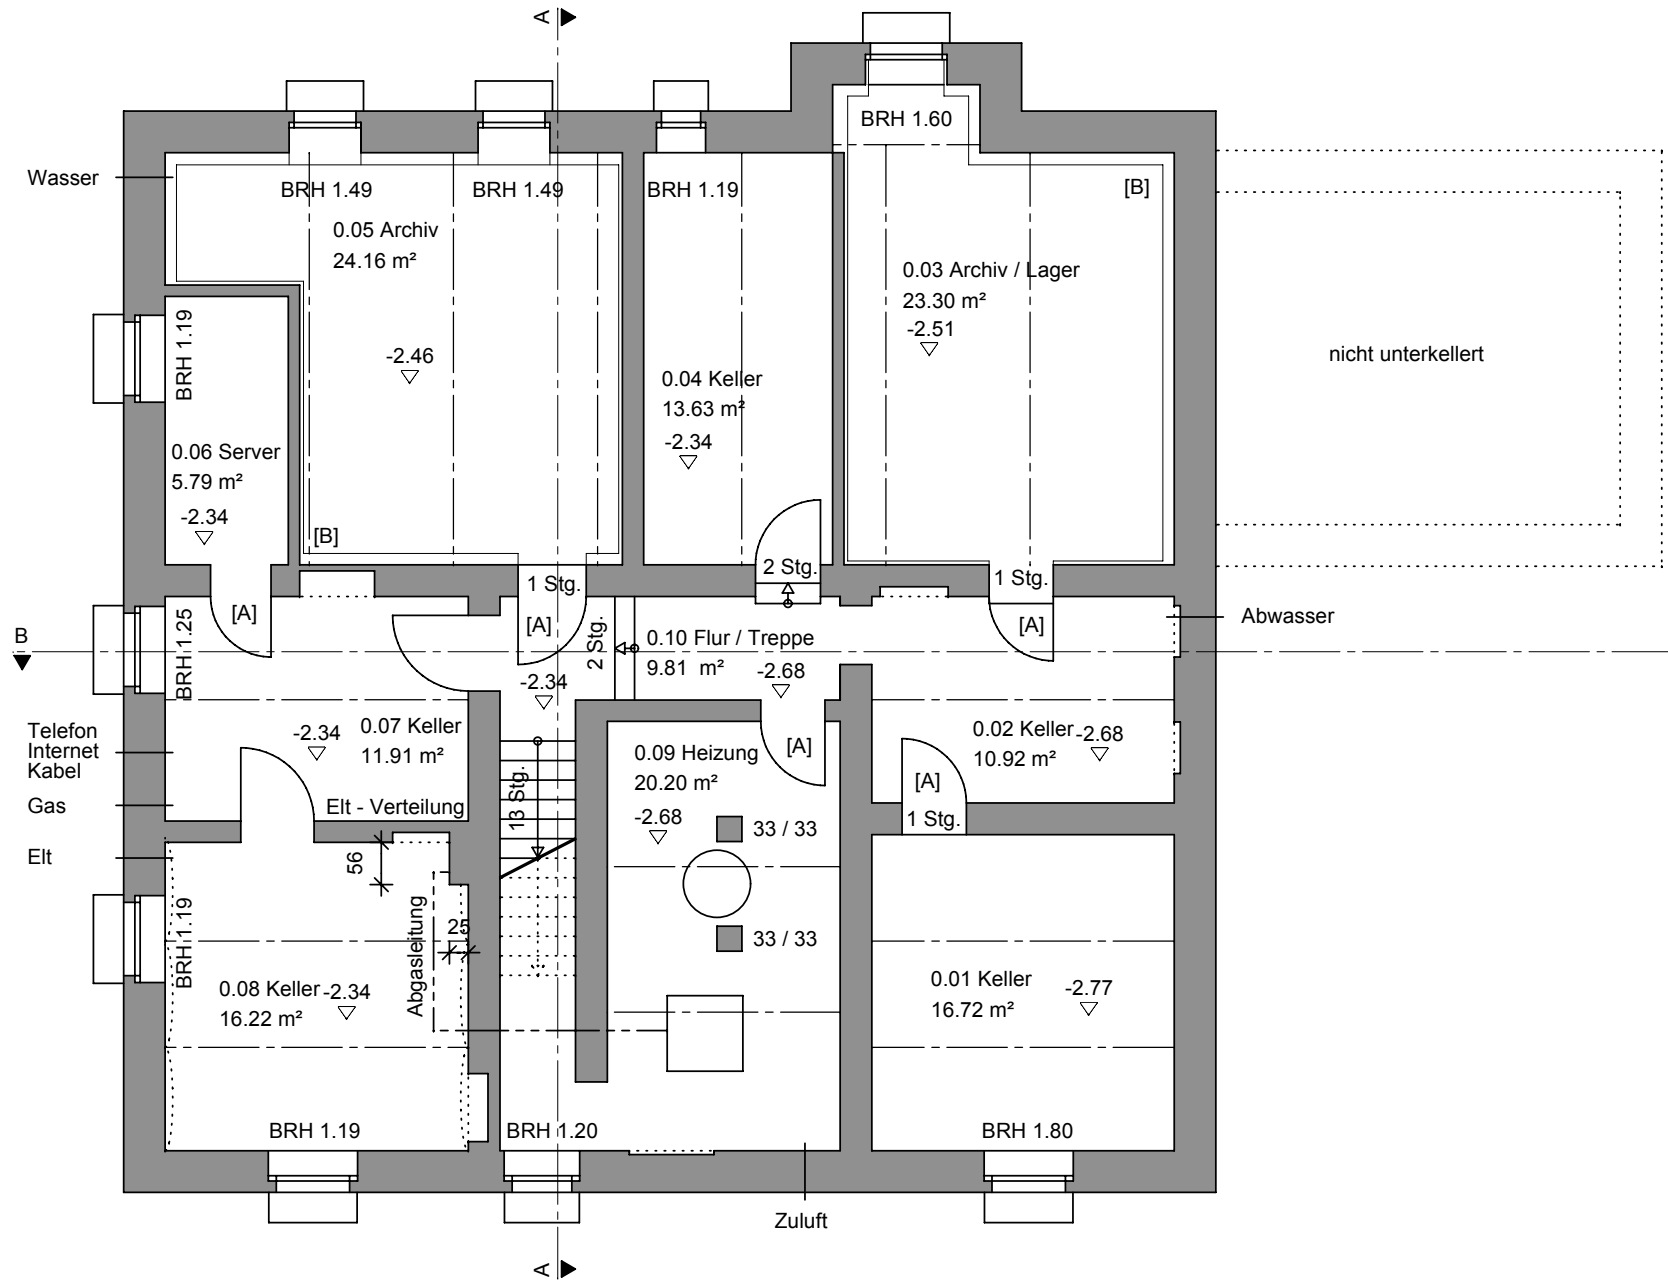 A
BRH 1.60
Wasser
BRH 1.49
BRH 1.49
BRH 1.19
[B]
0.05 Archiv
24.16 m²
0.03 Archiv / Lager
23.30 m²
-2.51
BRH 1.19
-2.46
nicht unterkellert
0.04 Keller
13.63 m²
-2.34
0.06 Server
5.79 m²
-2.34
[B]
1 Stg.
2 Stg.
1 Stg.
[A]
[A]
[A]
Abwasser
B
BRH 1.25
2 Stg.
0.10 Flur / Treppe
9.81 m²
-2.68
-2.34
Telefon
Internet
Kabel
-2.34
0.07 Keller
11.91 m²
0.09 Heizung
20.20 m²
[A]
0.02 Keller
10.92 m²
-2.68
[A]
1 Stg.
Gas
Elt - Verteilung
13 Stg.
-2.68
33 / 33
Elt
56
BRH 1.19
Abgasleitung
25
33 / 33
0.08 Keller
16.22 m²
-2.34
0.01 Keller
16.72 m²
-2.77
BRH 1.19
BRH 1.20
BRH 1.80
Zuluft
A